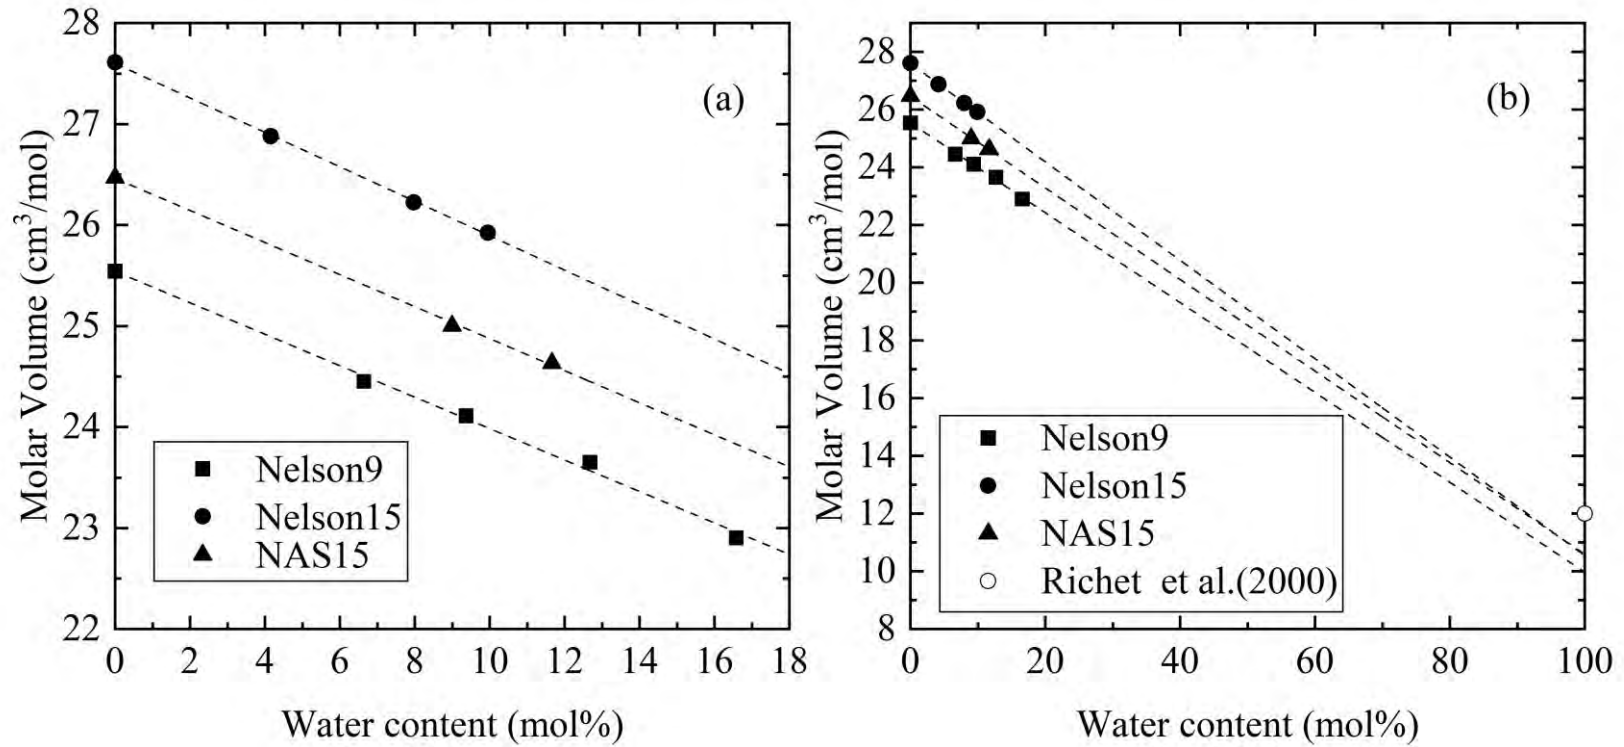 28
27
26
25
24
23
22
Molar Volume (cm³/mol)
(a)
Nelson9
Nelson15
NAS15
0 2 4 6 8 10 12 14 16 18
Water content (mol%)
28
26
24
22
20
18
16
14
12
10
8
Molar Volume (cm³/mol)
(b)
Nelson9
Nelson15
NAS15
Richet et al.(2000)
0 20 40 60 80 100
Water content (mol%)